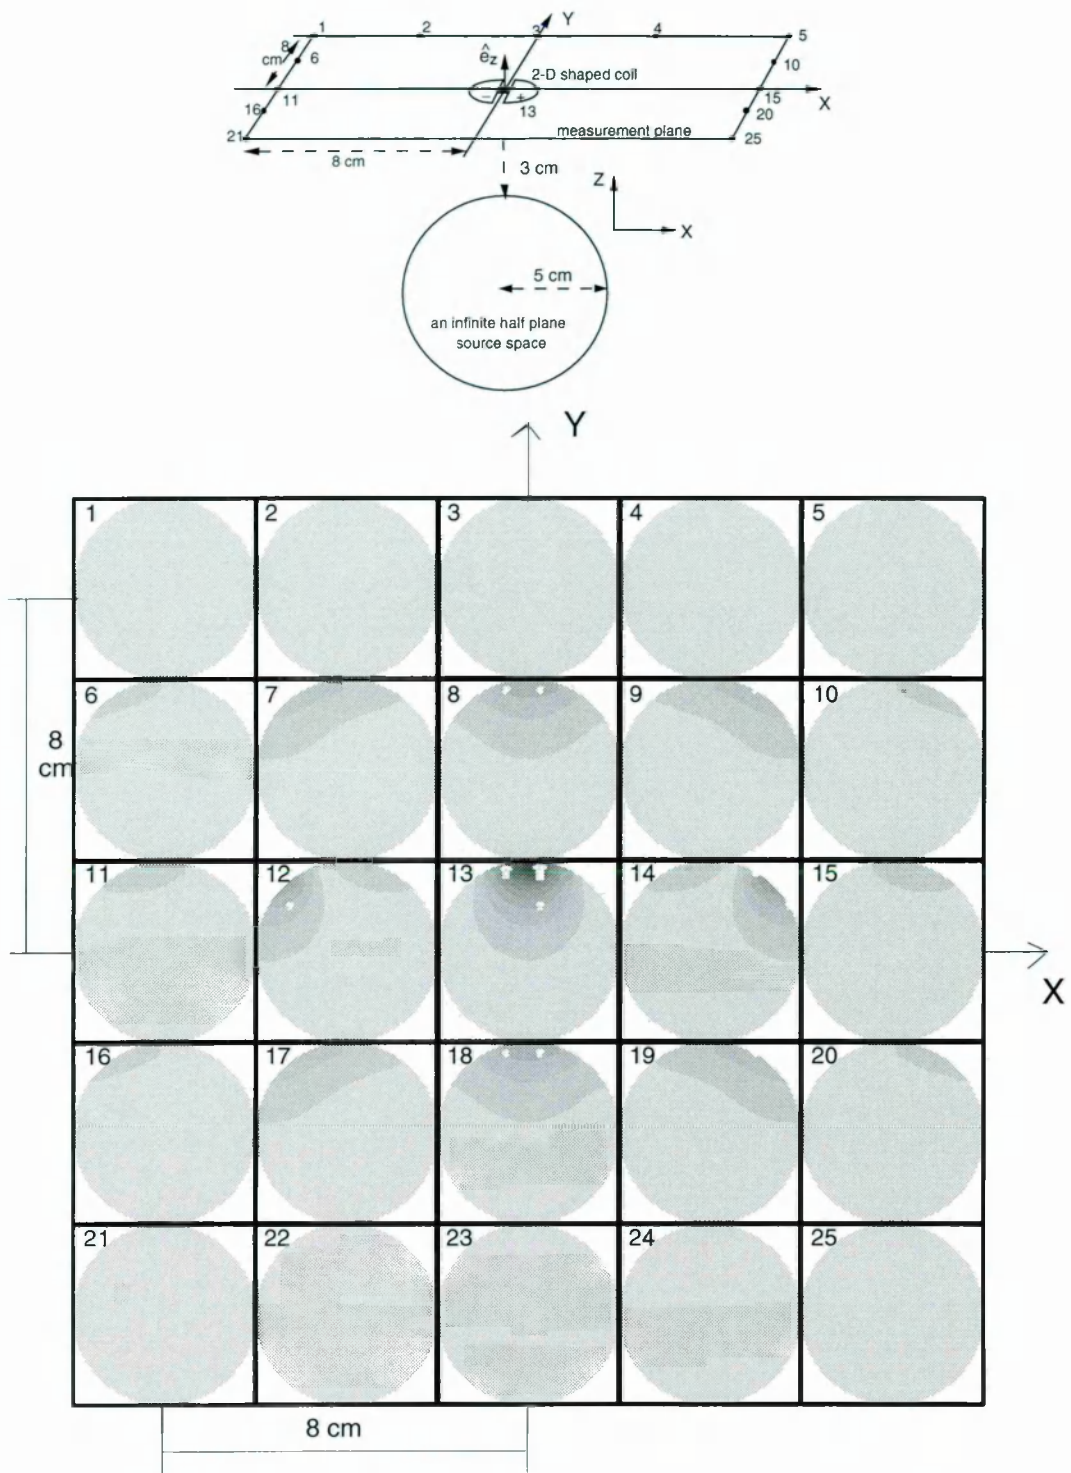 Y
1
2
3
4
5
8
cm
6
ê_z
2-D shaped coil
10
11
− +
13
15
X
16
20
21
measurement plane
25
8 cm
3 cm
Z
X
5 cm
an infinite half plane
source space
Y
1 2 3 4 5
6 7 8 9 10
8
cm
11 12 13 14 15
X
16 17 18 19 20
21 22 23 24 25
8 cm